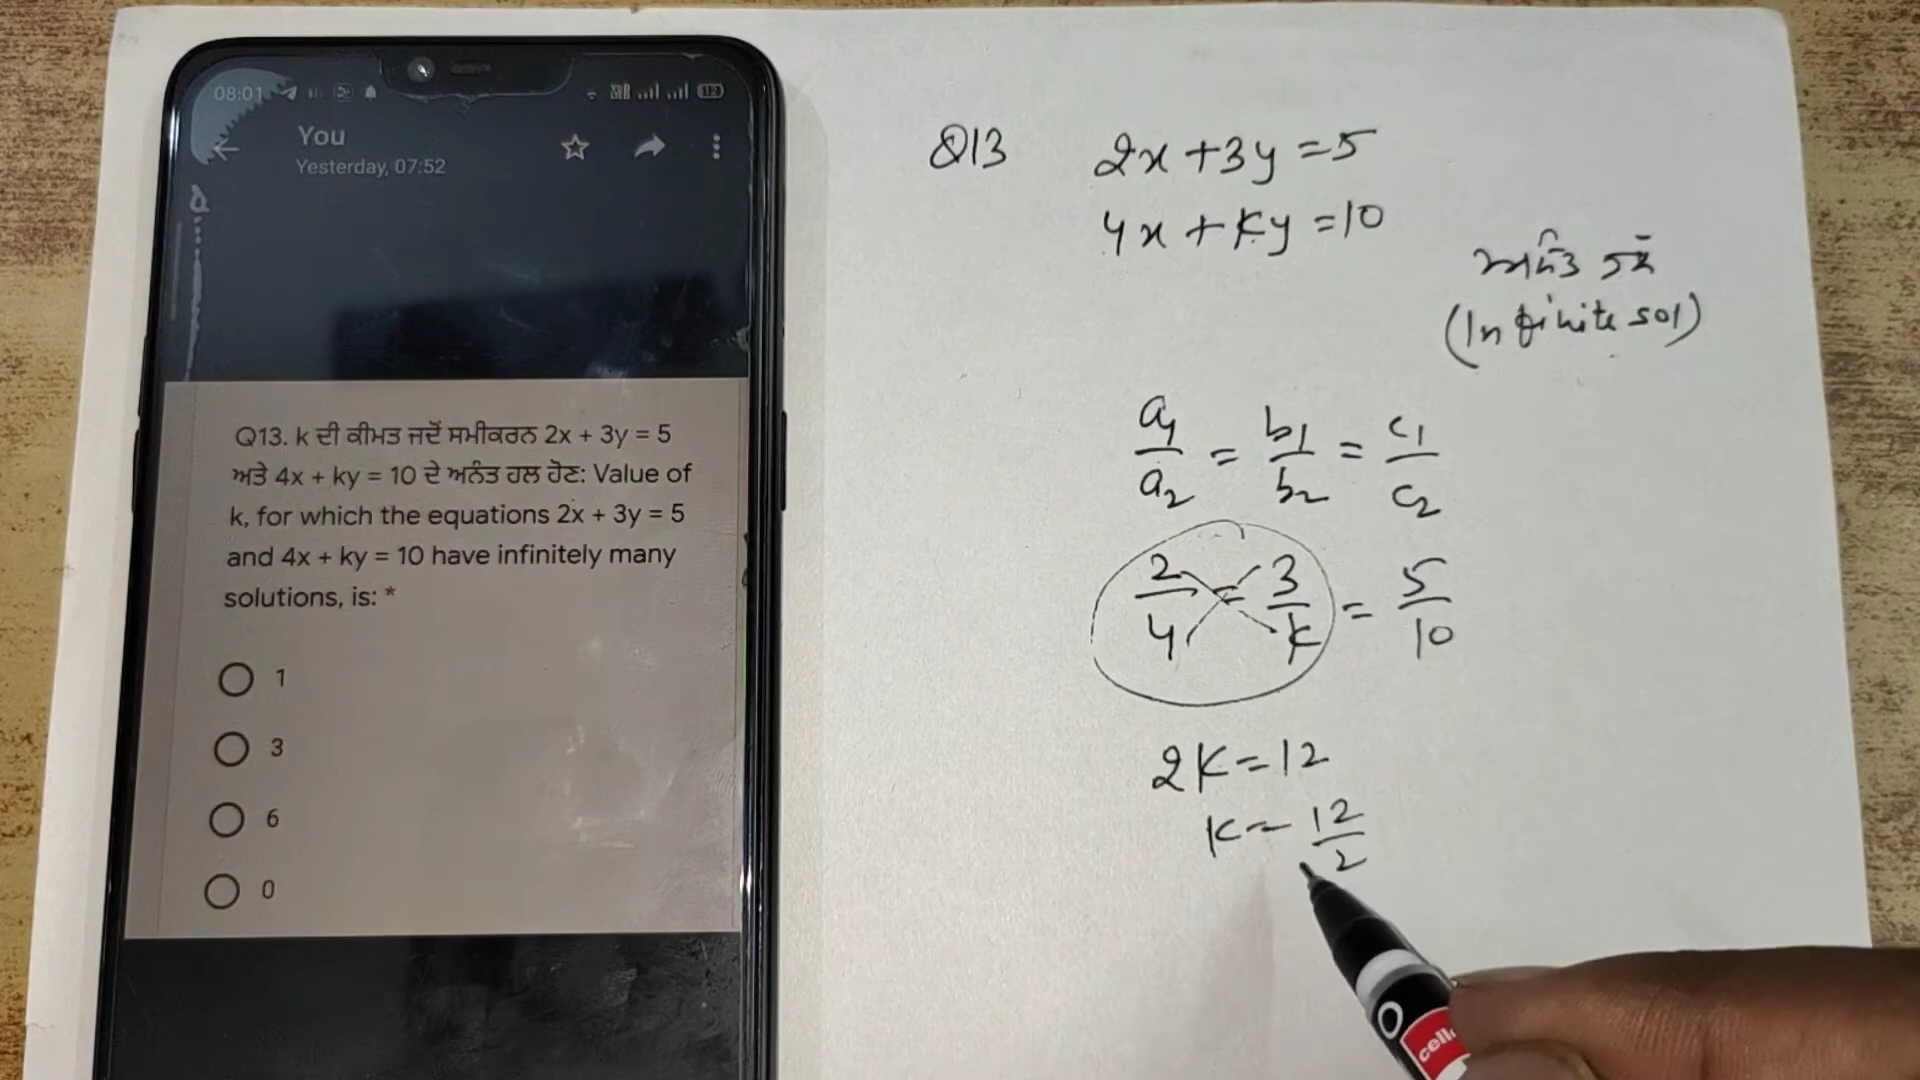 08:01
You
Yesterday, 07:52
Q13. k ਦੀ ਕੀਮਤ ਜਦੋਂ ਸਮੀਕਰਨ 2x + 3y = 5
ਅਤੇ 4x + ky = 10 ਦੇ ਅਨੰਤ ਹਲ ਹੋਣ: Value of
k, for which the equations 2x + 3y = 5
and 4x + ky = 10 have infinitely many
solutions, is: *
1
3
6
0
Q13 2x + 3y = 5
4x + ky = 10
ਅਨੰਤ ਹੱਲ
(Infinite sol)
a₁/a₂ = b₁/b₂ = c₁/c₂
2/4 = 3/k = 5/10
2k = 12
k = 12/2
cello